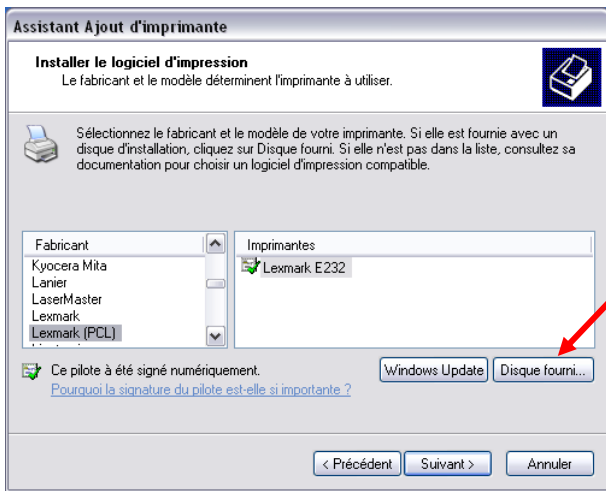 Assistant Ajout d'imprimante
Installer le logiciel d'impression
Le fabricant et le modèle déterminent l'imprimante à utiliser.
Sélectionnez le fabricant et le modèle de votre imprimante. Si elle est fournie avec un
disque d'installation, cliquez sur Disque fourni. Si elle n'est pas dans la liste, consultez sa
documentation pour choisir un logiciel d'impression compatible.
Fabricant
Kyocera Mita
Lanier
LaserMaster
Lexmark
Lexmark (PCL)
Imprimantes
Lexmark E232
Ce pilote à été signé numériquement.
Pourquoi la signature du pilote est-elle si importante ?
Windows Update
Disque fourni...
< Précédent
Suivant >
Annuler